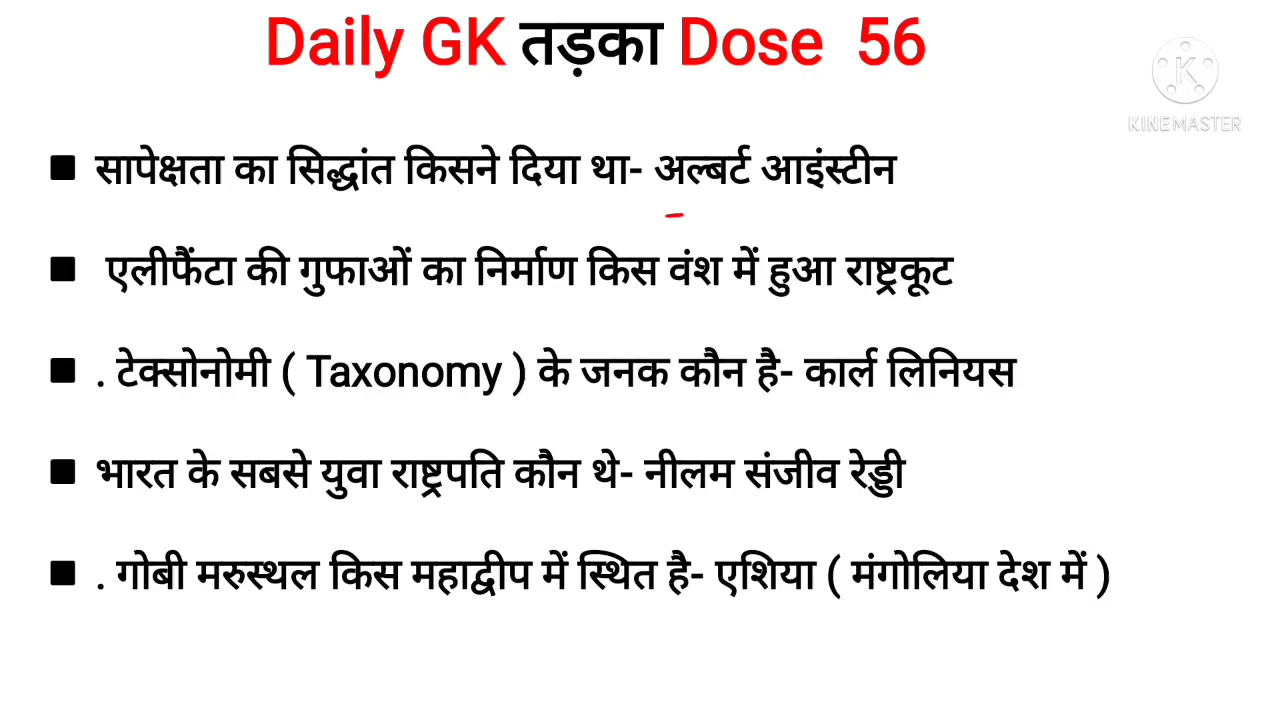 Daily GK तड़का Dose 56
KINEMASTER
■ सापेक्षता का सिद्धांत किसने दिया था- अल्बर्ट आइंस्टीन
■ एलीफैंटा की गुफाओं का निर्माण किस वंश में हुआ राष्ट्रकूट
■ . टेक्सोनोमी ( Taxonomy ) के जनक कौन है- कार्ल लिनियस
■ भारत के सबसे युवा राष्ट्रपति कौन थे- नीलम संजीव रेड्डी
■ . गोबी मरुस्थल किस महाद्वीप में स्थित है- एशिया ( मंगोलिया देश में )